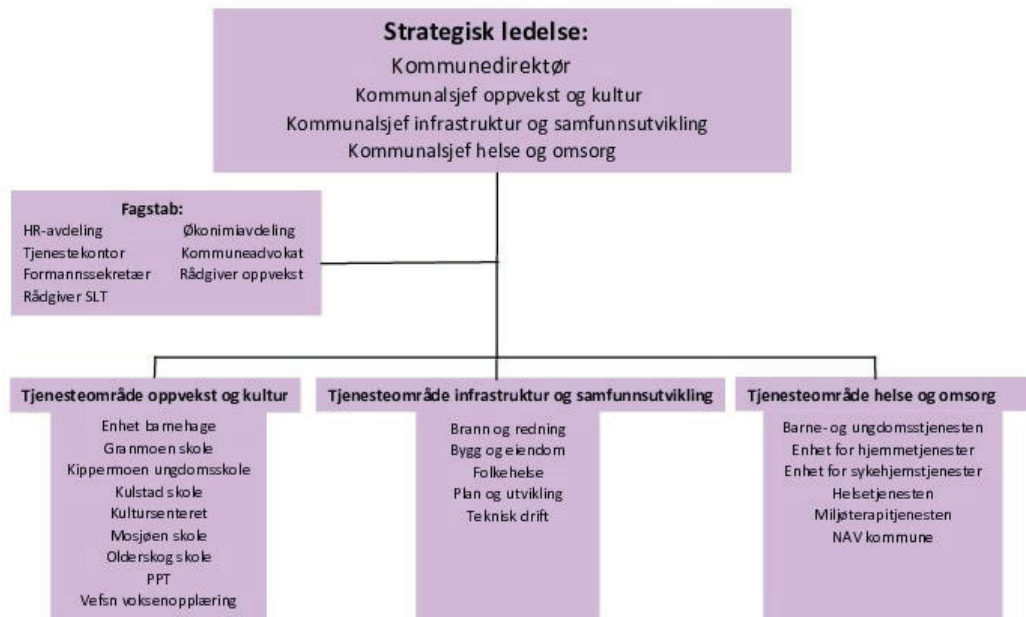 Strategisk ledelse:
Kommunedirektør
Kommunalsjef oppvekst og kultur
Kommunalsjef infrastruktur og samfunnsutvikling
Kommunalsjef helse og omsorg
Fagstab:
HR-avdeling Økonimiavdeling
Tjenestekontor Kommuneadvokat
Formannssekretær Rådgiver oppvekst
Rådgiver SLT
Tjenesteområde oppvekst og kultur
Enhet barnehage
Granmoen skole
Kippermoen ungdomsskole
Kulstad skole
Kultursenteret
Mosjøen skole
Olderskog skole
PPT
Vefsn voksenopplæring
Tjenesteområde infrastruktur og samfunnsutvikling
Brann og redning
Bygg og eiendom
Folkehelse
Plan og utvikling
Teknisk drift
Tjenesteområde helse og omsorg
Barne- og ungdomsstjenesten
Enhet for hjemmetjenester
Enhet for sykehjemstjenester
Helsetjenesten
Miljøterapitjenesten
NAV kommune